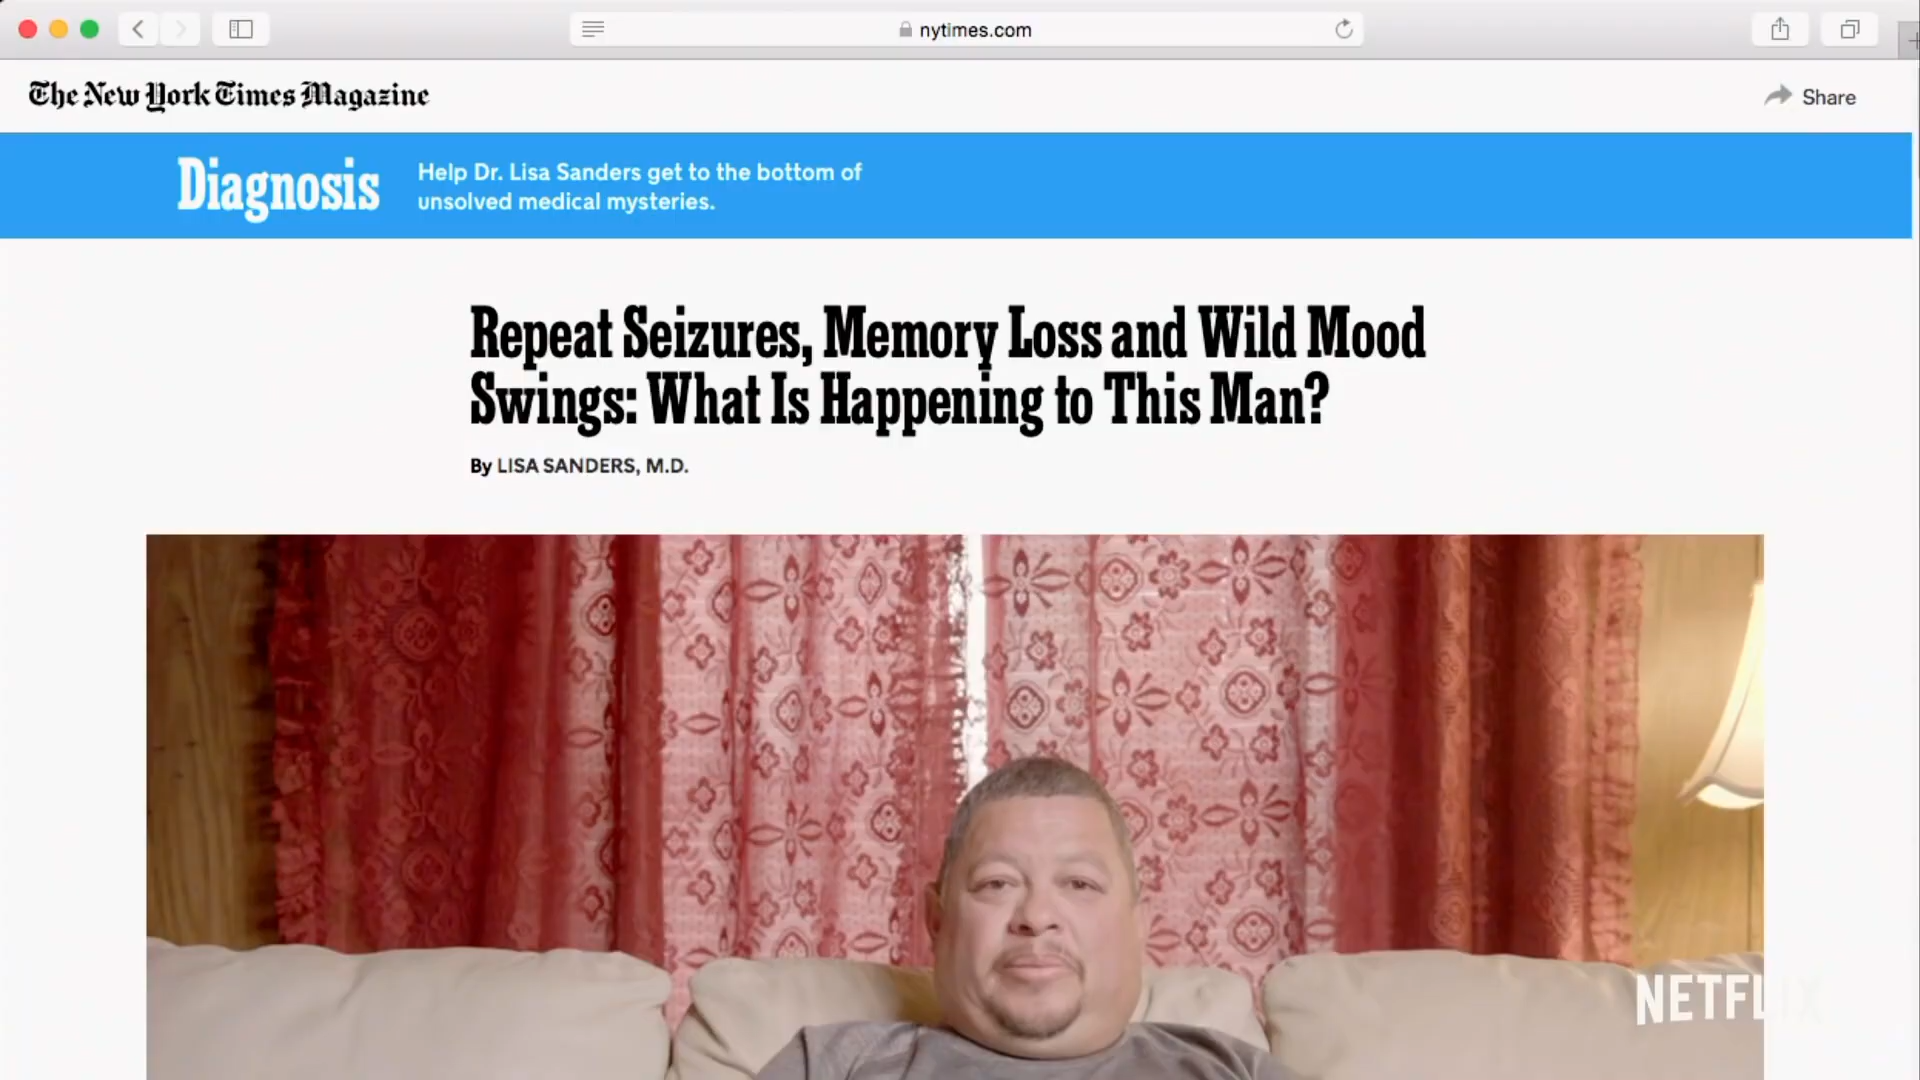 nytimes.com
The New York Times Magazine
Share
Diagnosis
Help Dr. Lisa Sanders get to the bottom of
unsolved medical mysteries.
Repeat Seizures, Memory Loss and Wild Mood
Swings: What Is Happening to This Man?
By LISA SANDERS, M.D.
NETFLIX